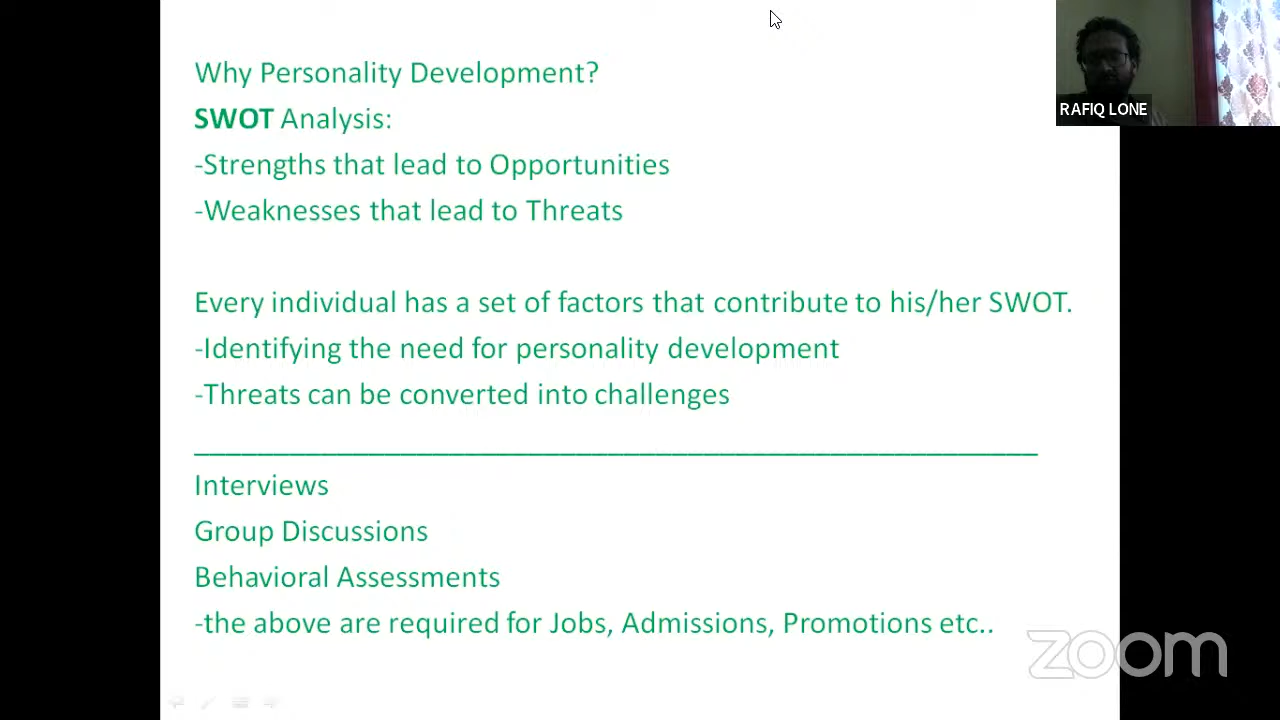 Why Personality Development?
SWOT Analysis:
-Strengths that lead to Opportunities
-Weaknesses that lead to Threats
Every individual has a set of factors that contribute to his/her SWOT.
-Identifying the need for personality development
-Threats can be converted into challenges
_______________________________________________________
Interviews
Group Discussions
Behavioral Assessments
-the above are required for Jobs, Admissions, Promotions etc..
RAFIQ LONE
zoom